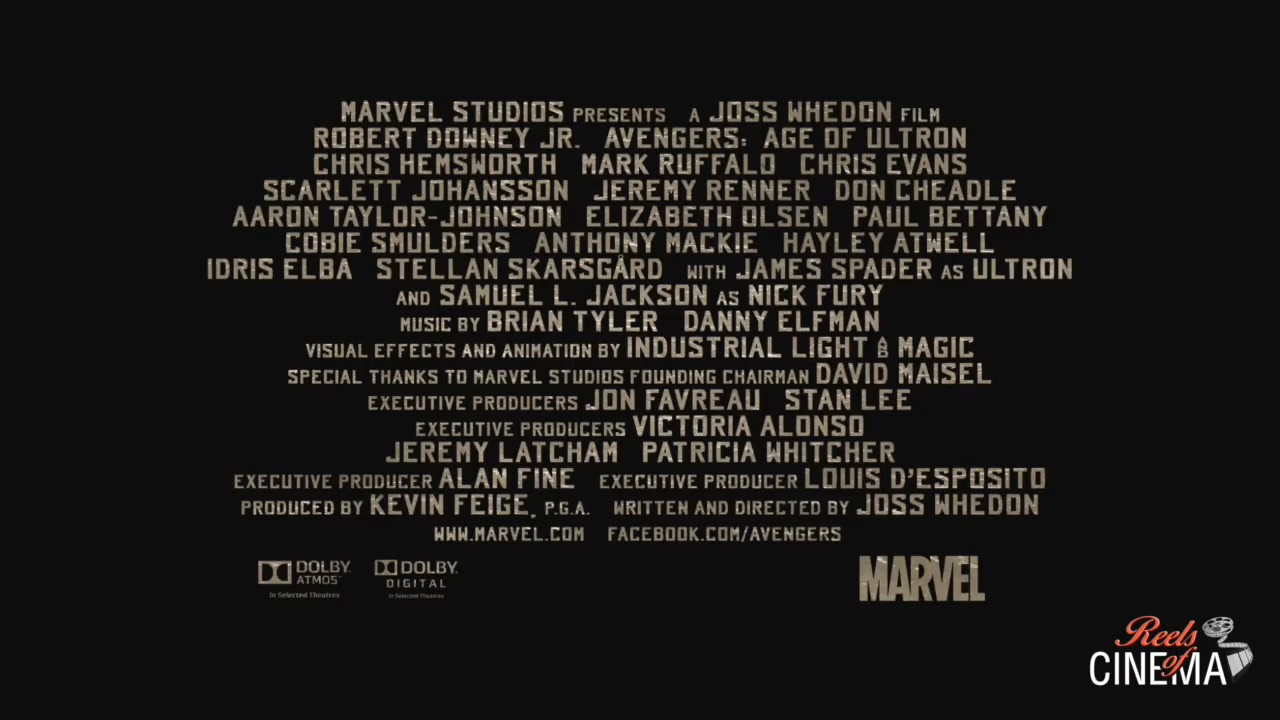 MARVEL STUDIOS PRESENTS A JOSS WHEDON FILM
ROBERT DOWNEY JR. AVENGERS: AGE OF ULTRON
CHRIS HEMSWORTH MARK RUFFALO CHRIS EVANS
SCARLETT JOHANSSON JEREMY RENNER DON CHEADLE
AARON TAYLOR-JOHNSON ELIZABETH OLSEN PAUL BETTANY
COBIE SMULDERS ANTHONY MACKIE HAYLEY ATWELL
IDRIS ELBA STELLAN SKARSGÅRD WITH JAMES SPADER AS ULTRON
AND SAMUEL L. JACKSON AS NICK FURY
MUSIC BY BRIAN TYLER DANNY ELFMAN
VISUAL EFFECTS AND ANIMATION BY INDUSTRIAL LIGHT & MAGIC
SPECIAL THANKS TO MARVEL STUDIOS FOUNDING CHAIRMAN DAVID MAISEL
EXECUTIVE PRODUCERS JON FAVREAU STAN LEE
EXECUTIVE PRODUCERS VICTORIA ALONSO
JEREMY LATCHAM PATRICIA WHITCHER
EXECUTIVE PRODUCER ALAN FINE EXECUTIVE PRODUCER LOUIS D'ESPOSITO
PRODUCED BY KEVIN FEIGE, P.G.A. WRITTEN AND DIRECTED BY JOSS WHEDON
WWW.MARVEL.COM FACEBOOK.COM/AVENGERS
DOLBY ATMOS
In Selected Theatres
DOLBY DIGITAL
In Selected Theatres
MARVEL
Reels of CINEMA